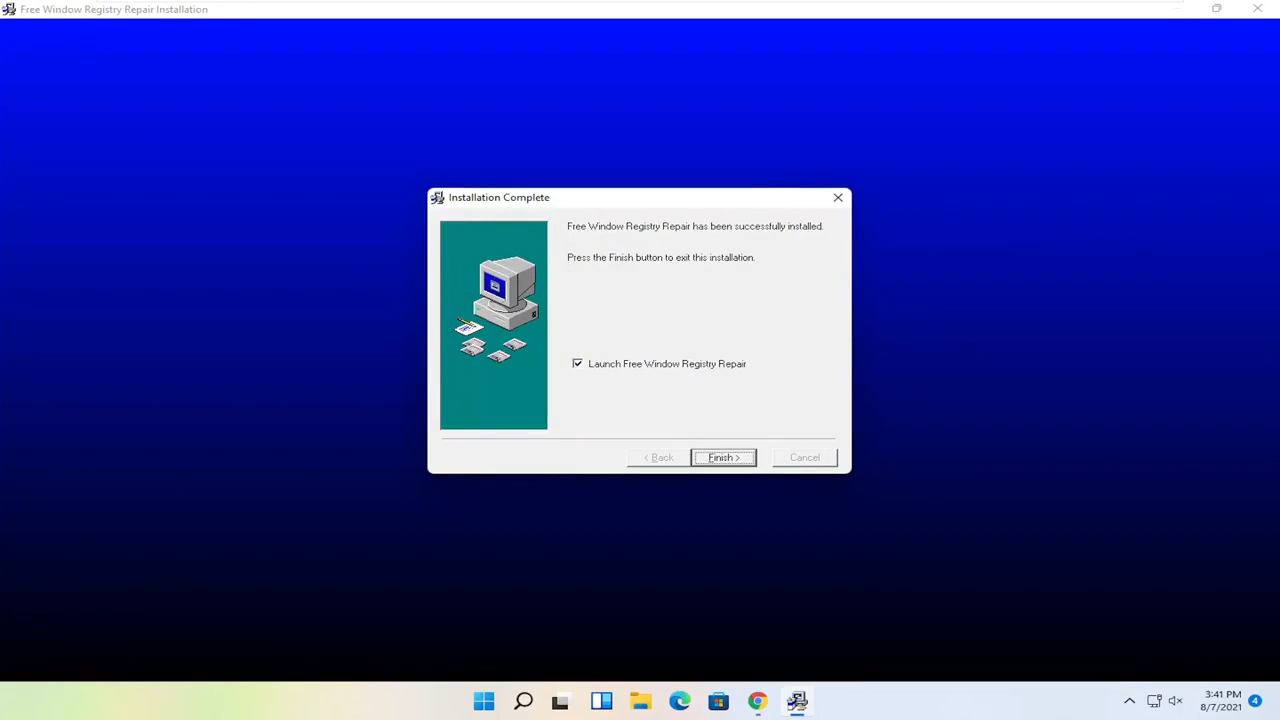 Free Window Registry Repair Installation
Installation Complete
Free Window Registry Repair has been successfully installed.
Press the Finish button to exit this installation.
Launch Free Window Registry Repair
< Back
Finish >
Cancel
3:41 PM
8/7/2021
4